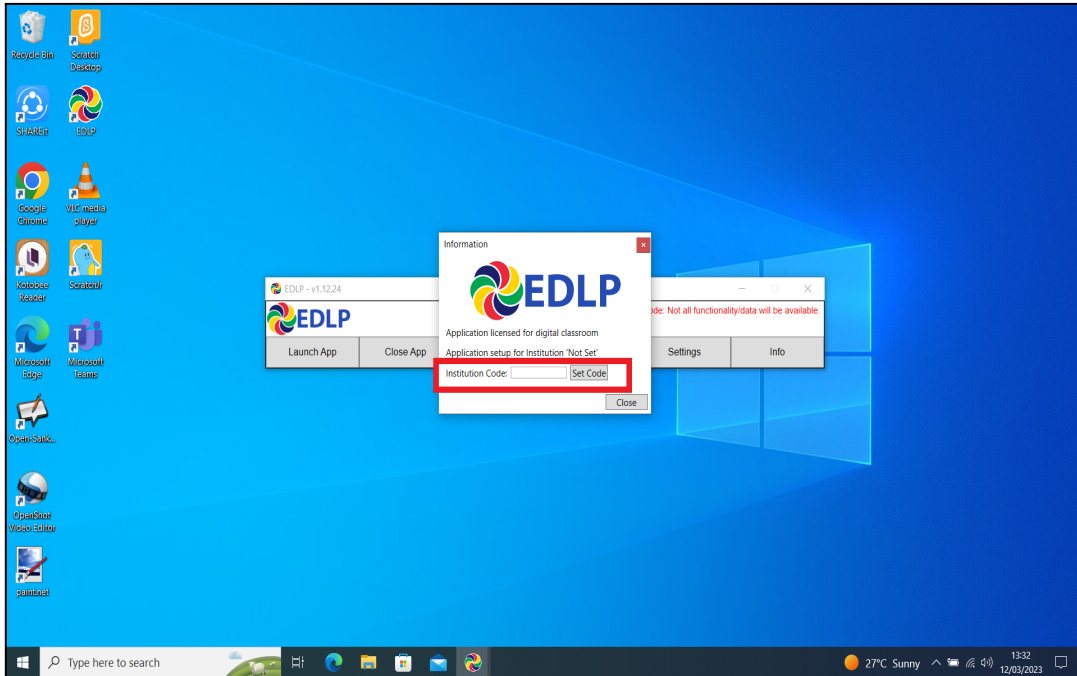 Recycle Bin
Scratch
Desktop
SHAREit
EDLP
Google
Chrome
VLC media
player
Kotobee
Reader
ScratchJr
Microsoft
Edge
Microsoft
Teams
Open-Sank...
OpenShot
Video Editor
paint.net
EDLP - v1.12.24
EDLP
ode: Not all functionality/data will be available
Launch App
Close App
Settings
Info
Information
EDLP
Application licensed for digital classroom
Application setup for Institution 'Not Set'
Institution Code:
Set Code
Close
Type here to search
27°C Sunny
13:32
12/03/2023